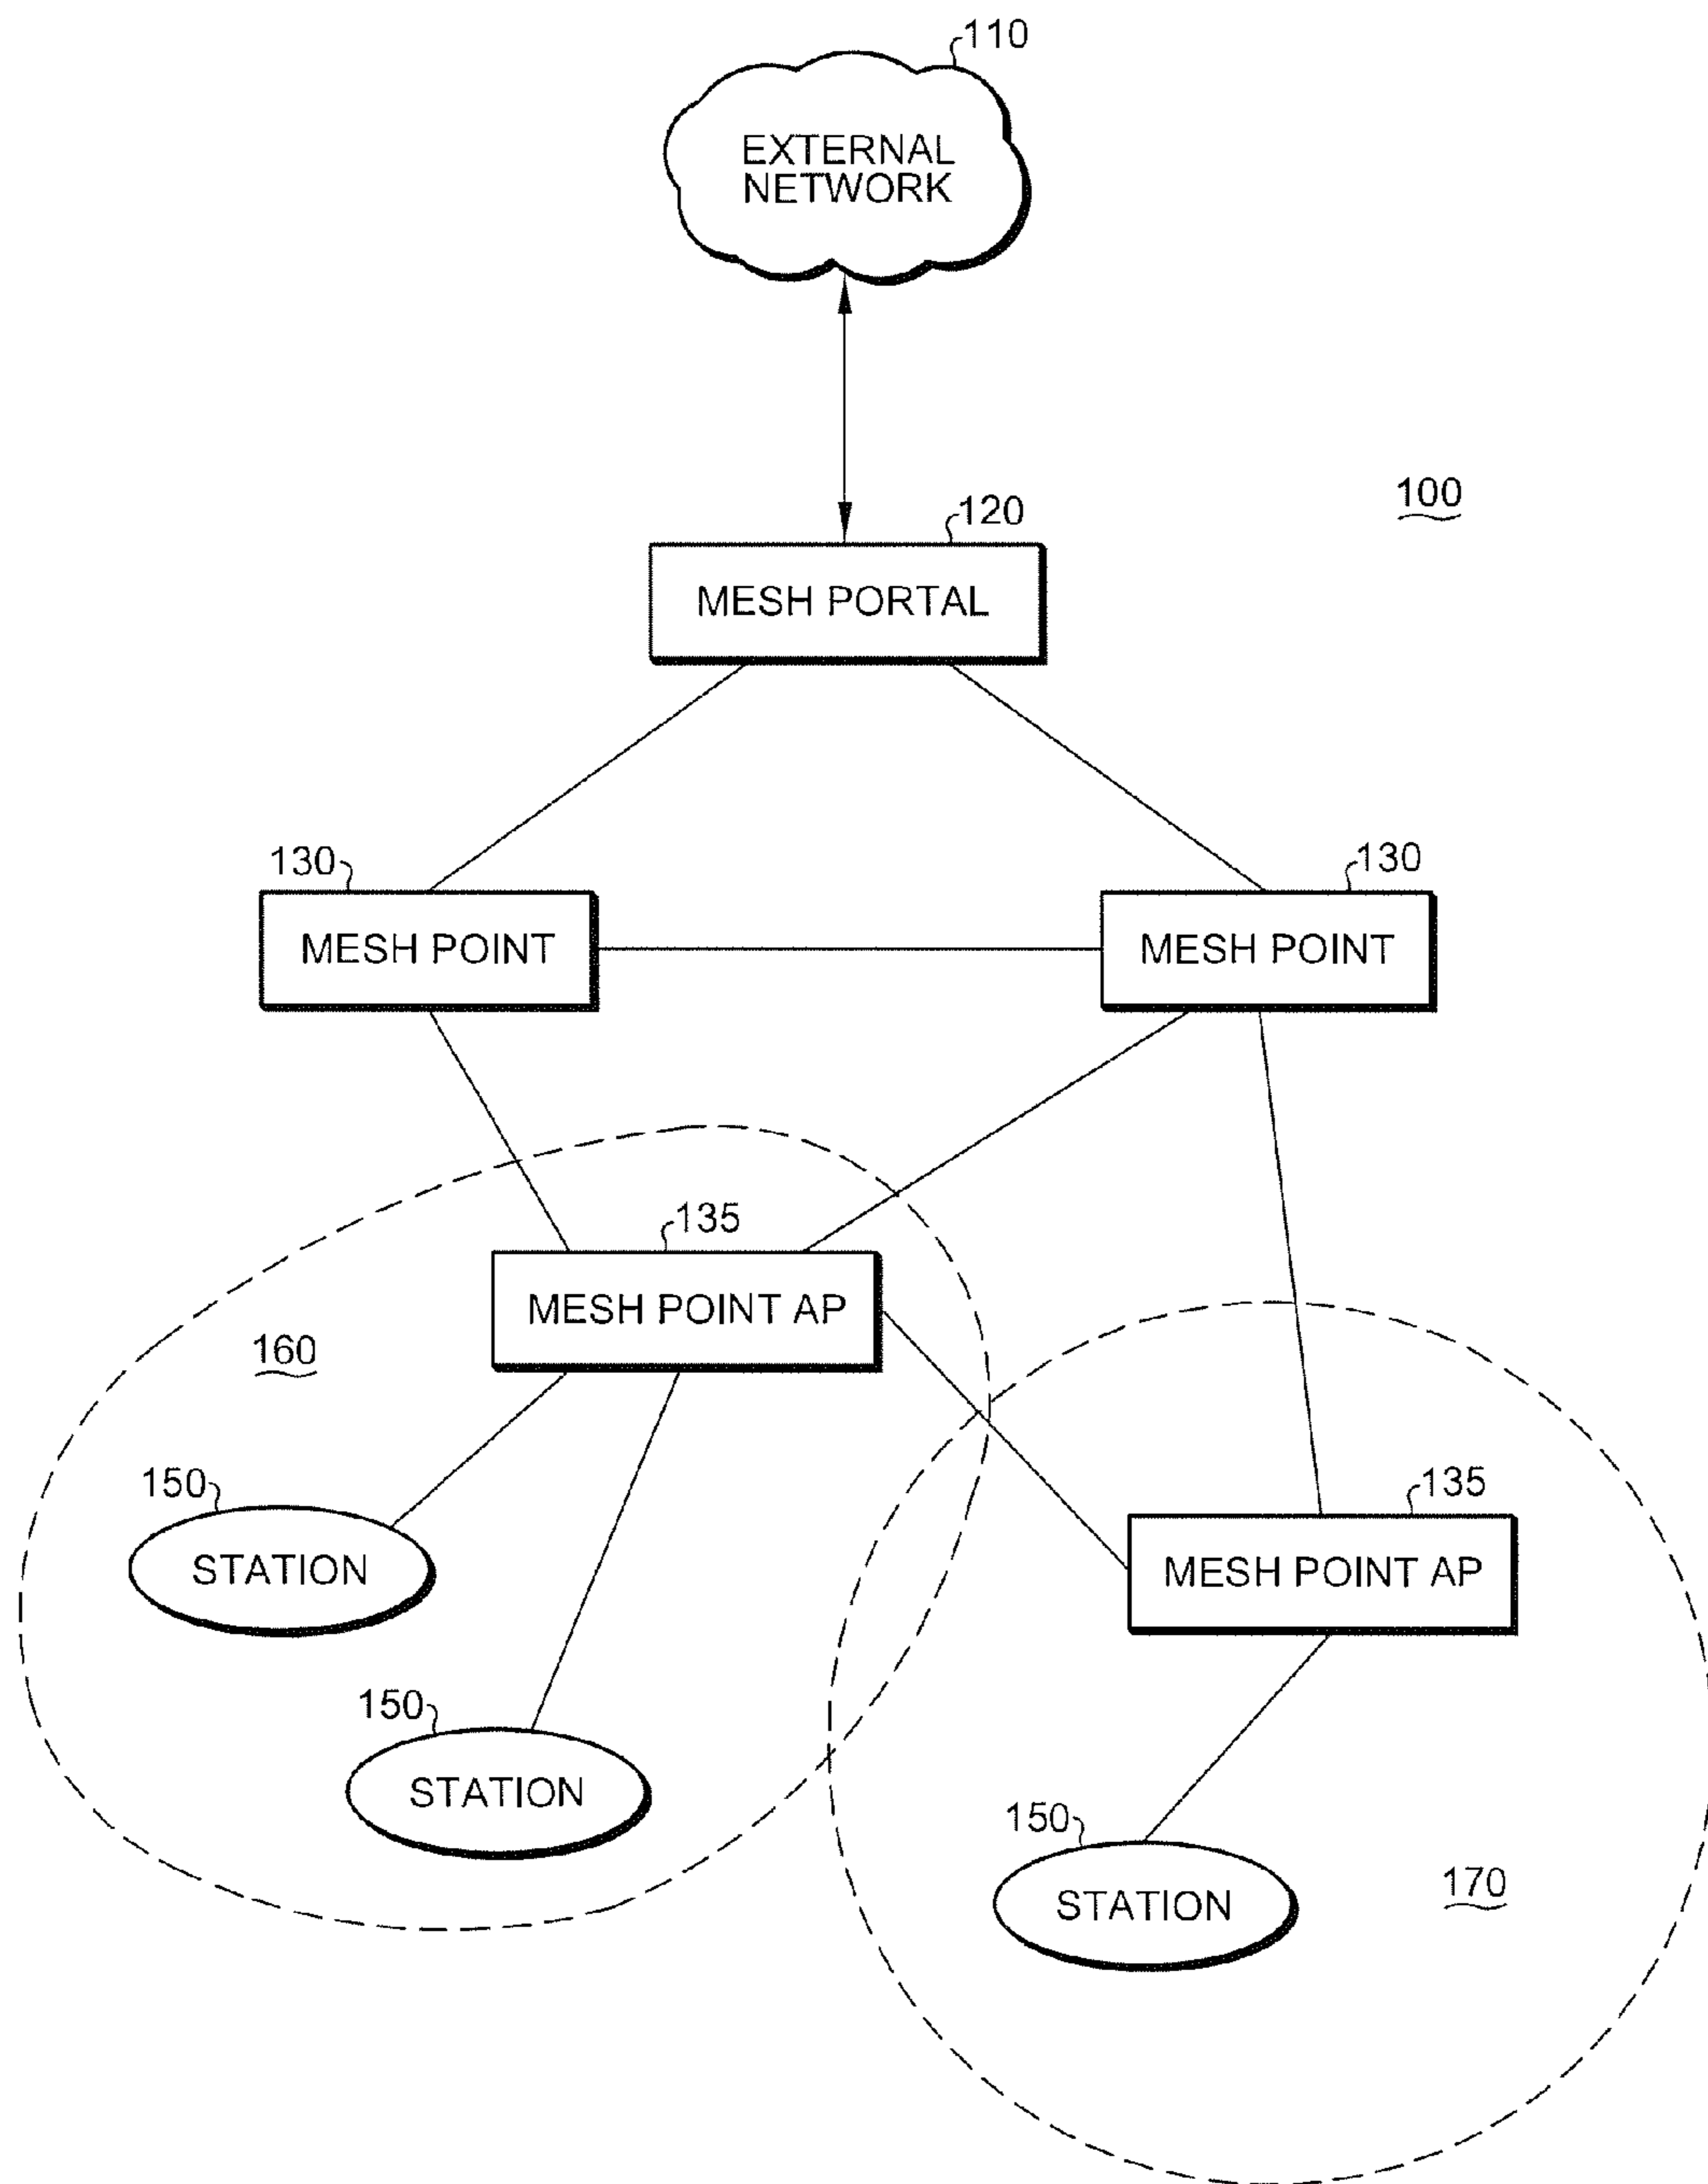 110
EXTERNAL
NETWORK
100
120
MESH PORTAL
130
130
MESH POINT
MESH POINT
135
MESH POINT AP
160
150
STATION
135
MESH POINT AP
150
STATION
150
STATION
170